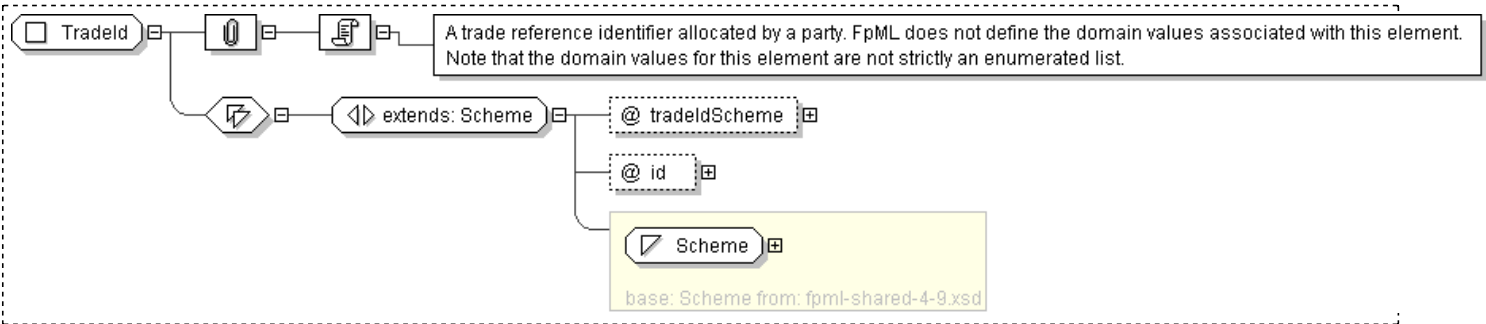 TradeId
A trade reference identifier allocated by a party. FpML does not define the domain values associated with this element.
Note that the domain values for this element are not strictly an enumerated list.
extends: Scheme
@ tradeIdScheme
@ id
Scheme
base: Scheme from: fpml-shared-4-9.xsd